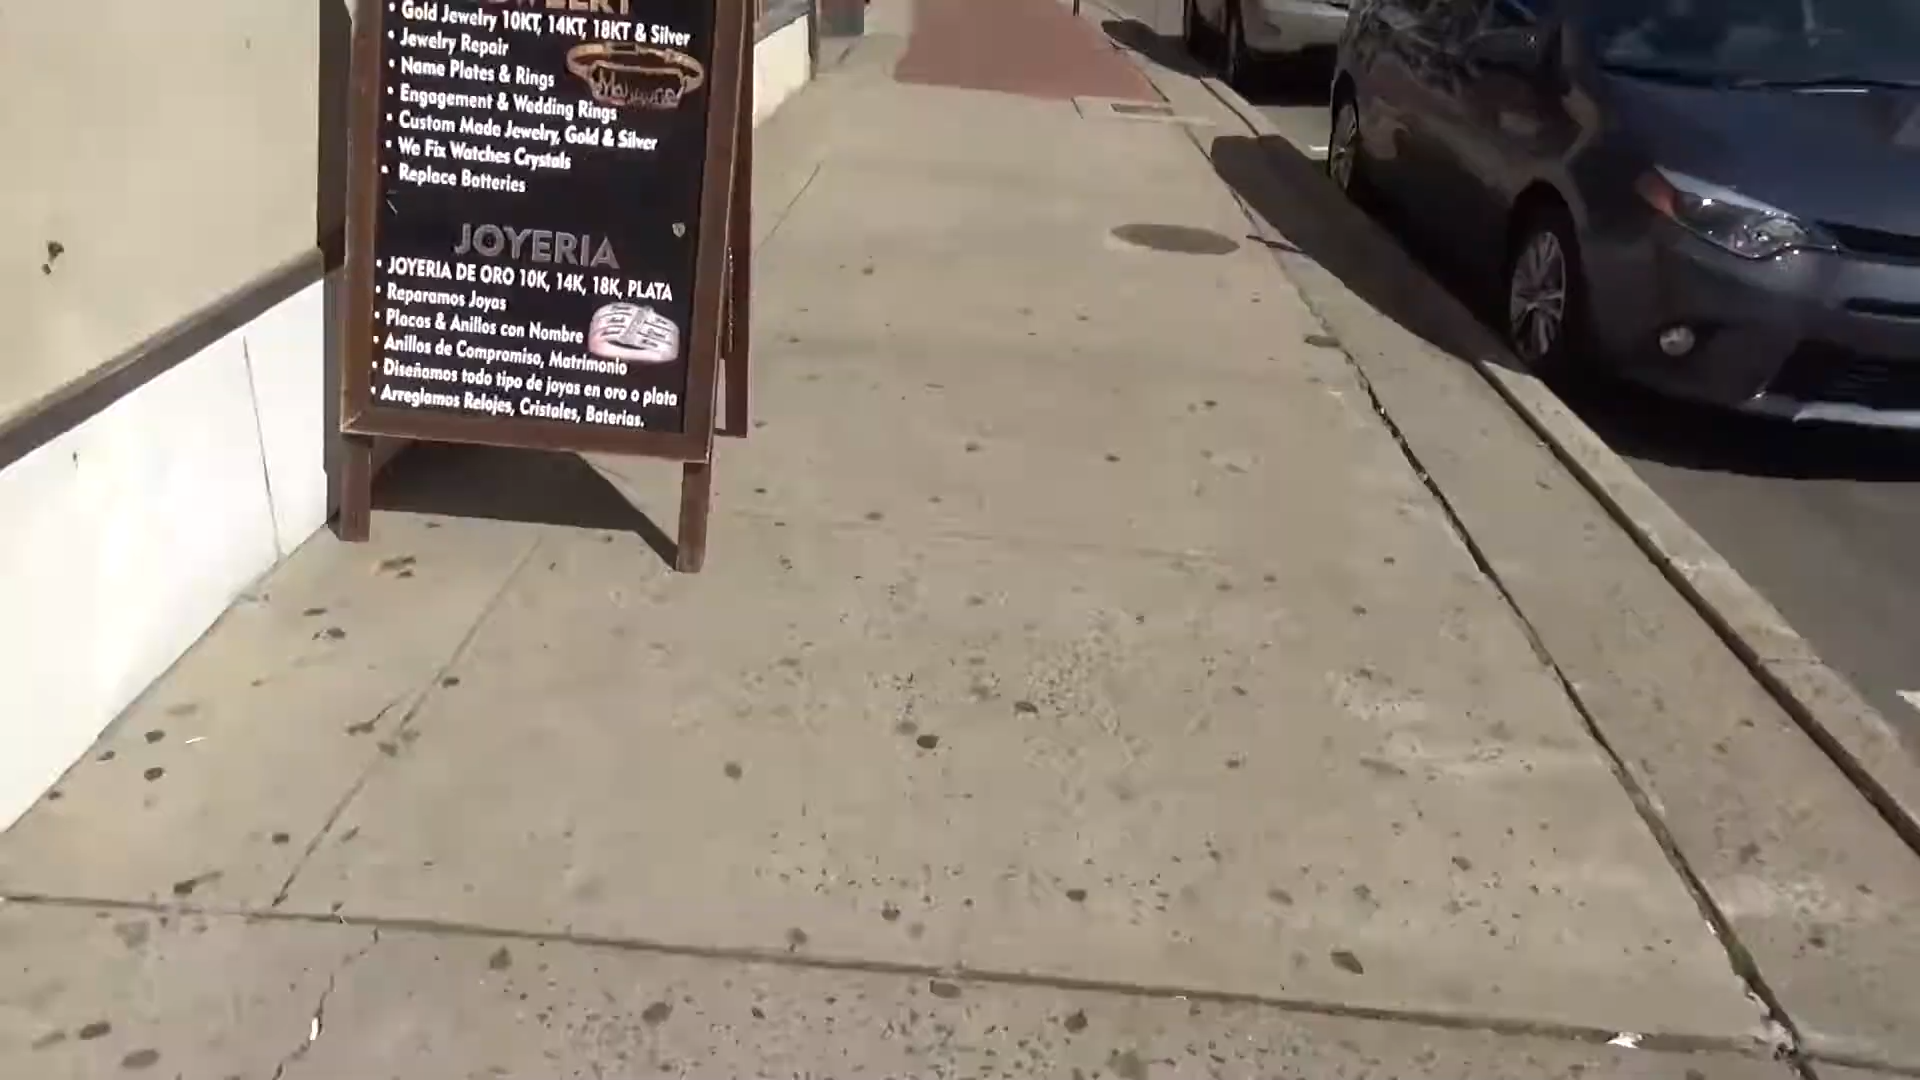 JEWELRY
• Gold Jewelry 10KT, 14KT, 18KT & Silver
• Jewelry Repair
• Name Plates & Rings
• Engagement & Wedding Rings
• Custom Made Jewelry, Gold & Silver
• We Fix Watches Crystals
• Replace Batteries
JOYERIA
• JOYERIA DE ORO 10K, 14K, 18K, PLATA
• Reparamos Joyas
• Placas & Anillos con Nombre
• Anillos de Compromiso, Matrimonio
• Diseñamos todo tipo de joyas en oro o plata
• Arreglamos Relojes, Cristales, Baterias.